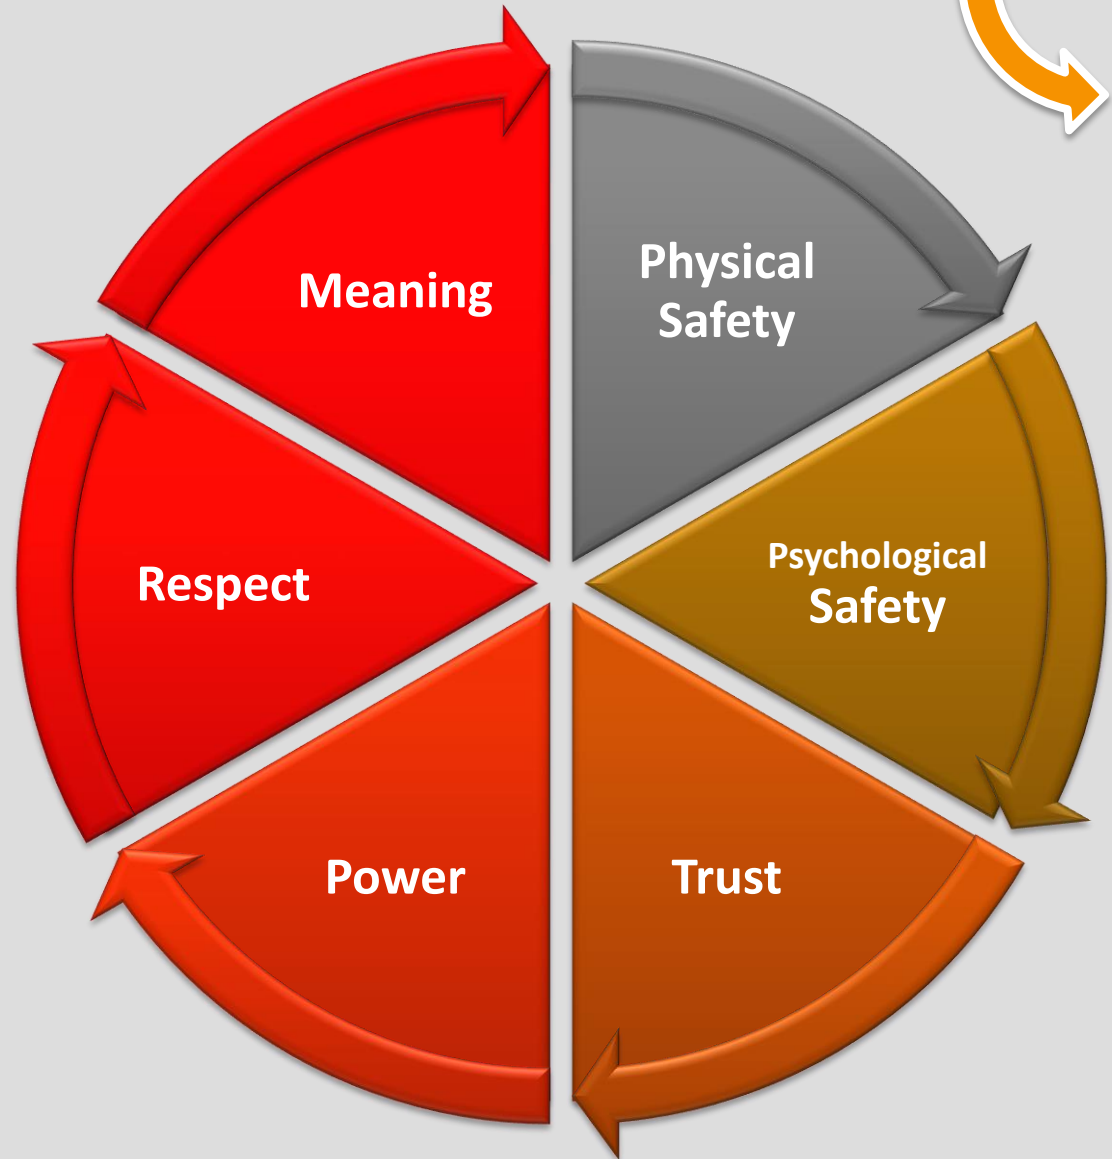 Physical
Safety
Psychological
Safety
Trust
Power
Respect
Meaning